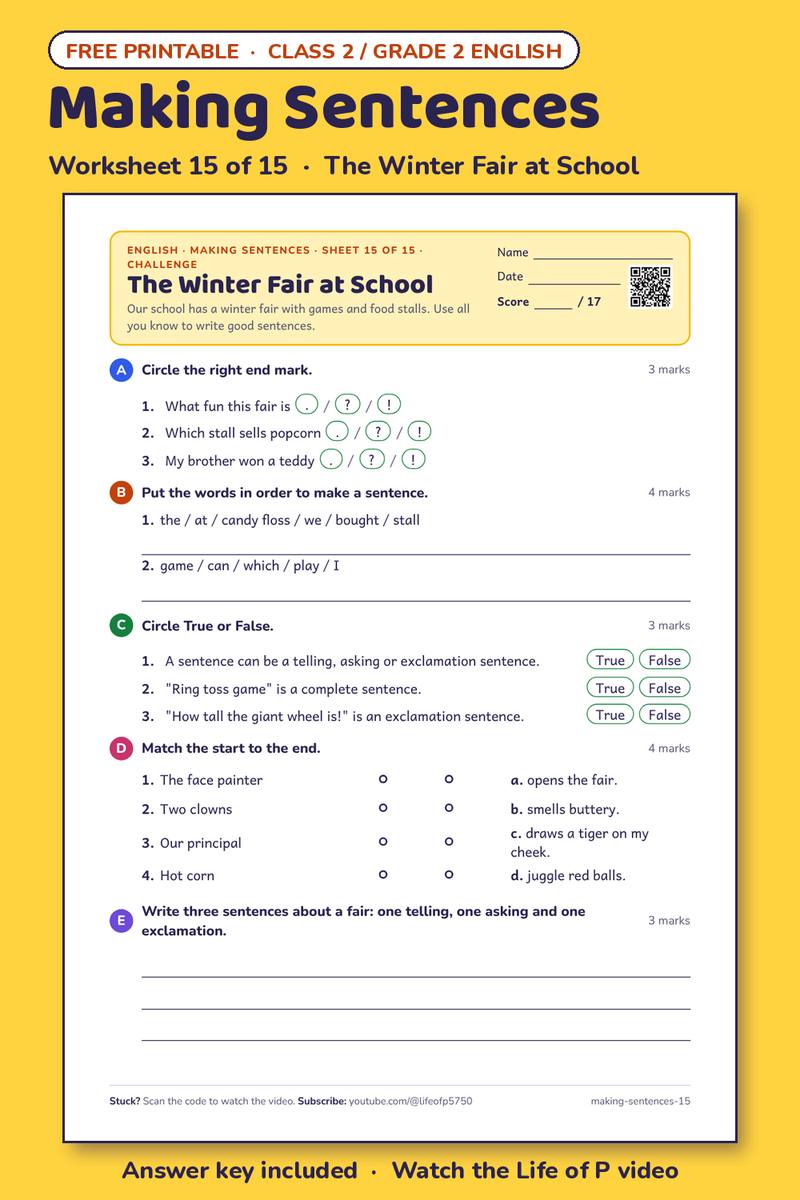 FREE PRINTABLE · CLASS 2 / GRADE 2 ENGLISH
Making Sentences
Worksheet 15 of 15 · The Winter Fair at School
ENGLISH · MAKING SENTENCES · SHEET 15 OF 15 ·
CHALLENGE
The Winter Fair at School
Our school has a winter fair with games and food stalls. Use all
you know to write good sentences.
Name
Date
Score / 17
A Circle the right end mark. 3 marks
1. What fun this fair is . / ? / !
2. Which stall sells popcorn . / ? / !
3. My brother won a teddy . / ? / !
B Put the words in order to make a sentence. 4 marks
1. the / at / candy floss / we / bought / stall
2. game / can / which / play / I
C Circle True or False. 3 marks
1. A sentence can be a telling, asking or exclamation sentence. True False
2. "Ring toss game" is a complete sentence. True False
3. "How tall the giant wheel is!" is an exclamation sentence. True False
D Match the start to the end. 4 marks
1. The face painter a. opens the fair.
2. Two clowns b. smells buttery.
3. Our principal c. draws a tiger on my
cheek.
4. Hot corn d. juggle red balls.
E Write three sentences about a fair: one telling, one asking and one
exclamation. 3 marks
Stuck? Scan the code to watch the video. Subscribe: youtube.com/@lifeofp5750 making-sentences-15
Answer key included · Watch the Life of P video